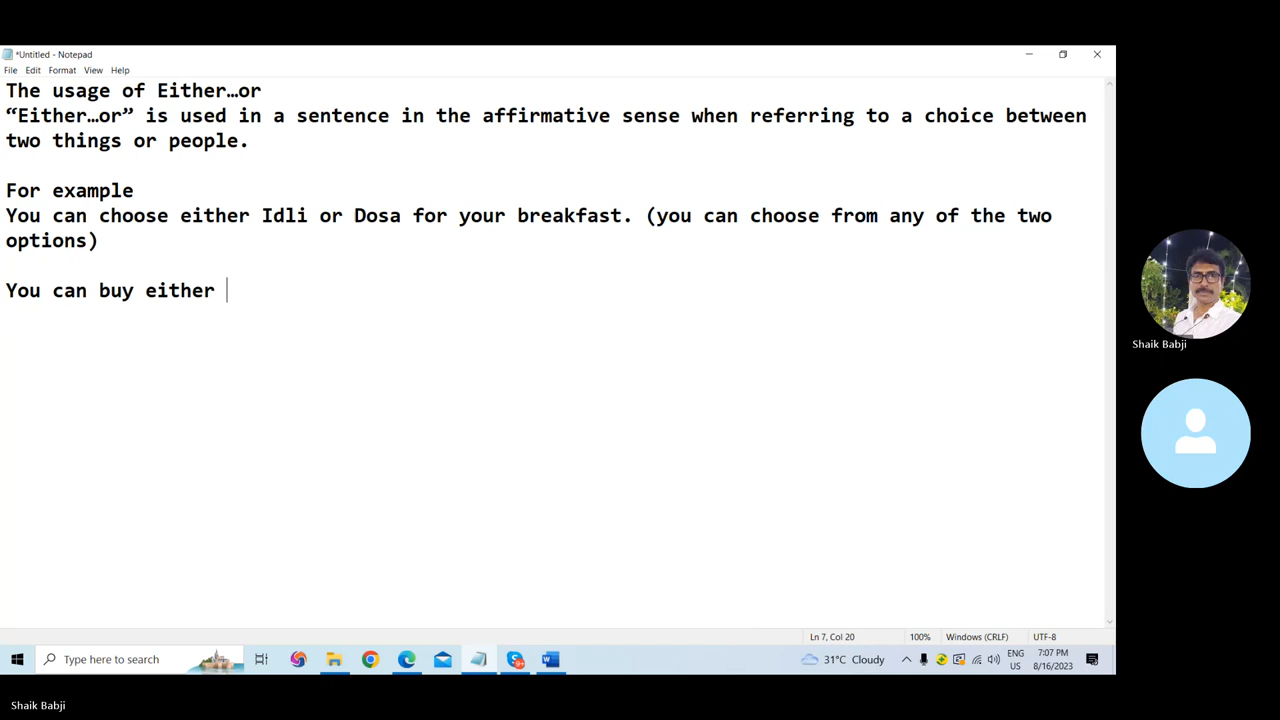 *Untitled - Notepad
File Edit Format View Help
The usage of Either…or
“Either…or” is used in a sentence in the affirmative sense when referring to a choice between
two things or people.
For example
You can choose either Idli or Dosa for your breakfast. (you can choose from any of the two
options)
You can buy either
Shaik Babji
Ln 7, Col 20 100% Windows (CRLF) UTF-8
Type here to search
31°C Cloudy
ENG
US
7:07 PM
8/16/2023
Shaik Babji